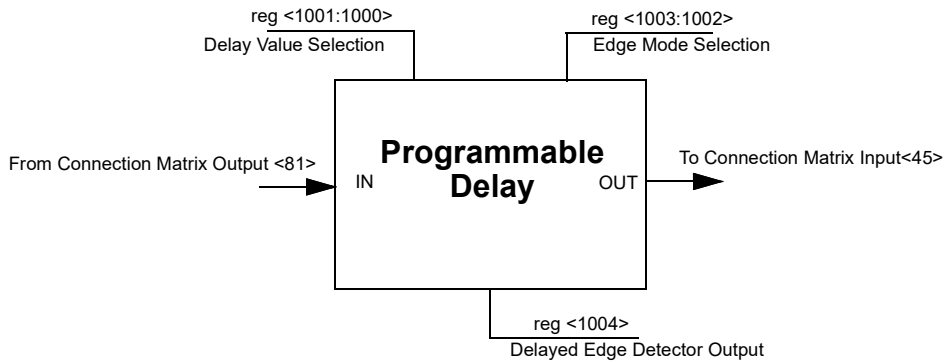 reg <1001:1000>
Delay Value Selection
reg <1003:1002>
Edge Mode Selection
From Connection Matrix Output <81>
IN
Programmable
Delay
OUT
To Connection Matrix Input<45>
reg <1004>
Delayed Edge Detector Output